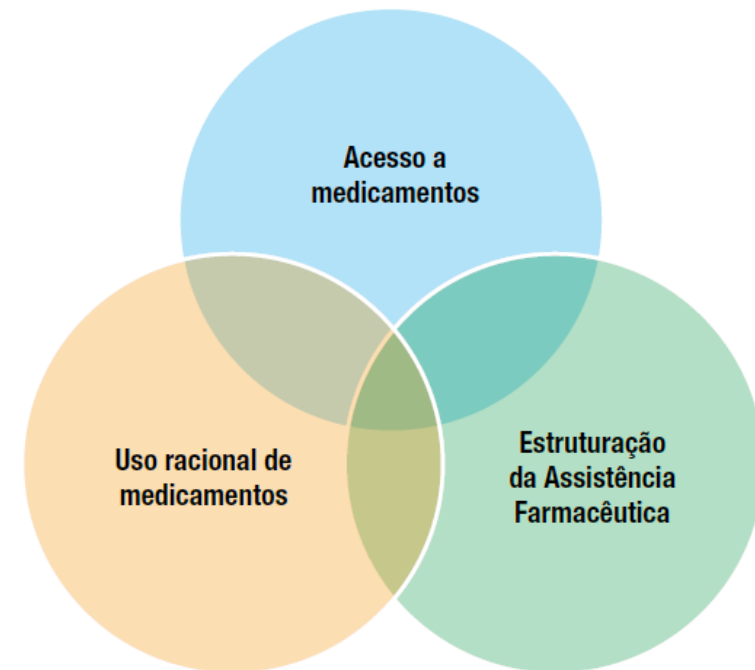 Acesso a
medicamentos
Uso racional de
medicamentos
Estruturação
da Assistência
Farmacêutica